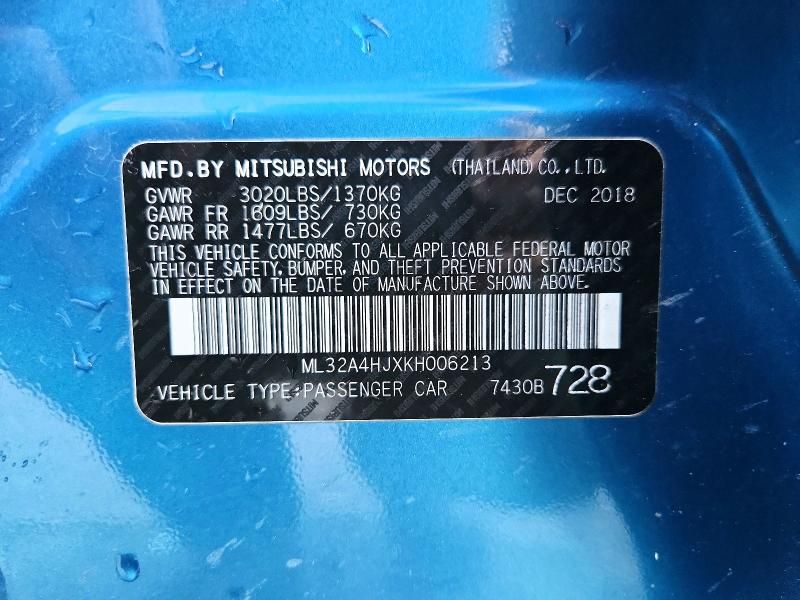 MFD.BY MITSUBISHI MOTORS (THAILAND) CO.,LTD.
GVWR 3020LBS/1370KG DEC 2018
GAWR FR 1609LBS/ 730KG
GAWR RR 1477LBS/ 670KG
THIS VEHICLE CONFORMS TO ALL APPLICABLE FEDERAL MOTOR
VEHICLE SAFETY, BUMPER, AND THEFT PREVENTION STANDARDS
IN EFFECT ON THE DATE OF MANUFACTURE SHOWN ABOVE.
ML32A4HJXKH006213
VEHICLE TYPE:PASSENGER CAR 7430B 728